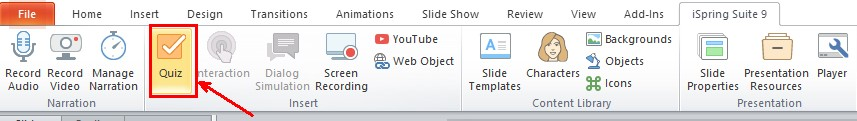 File Home Insert Design Transitions Animations Slide Show Review View Add-Ins iSpring Suite 9
Record Audio
Record Video
Manage Narration
Narration
Quiz
Interaction
Dialog Simulation
Screen Recording
YouTube
Web Object
Insert
Slide Templates
Characters
Backgrounds
Objects
Icons
Content Library
Slide Properties
Presentation Resources
Player
Presentation